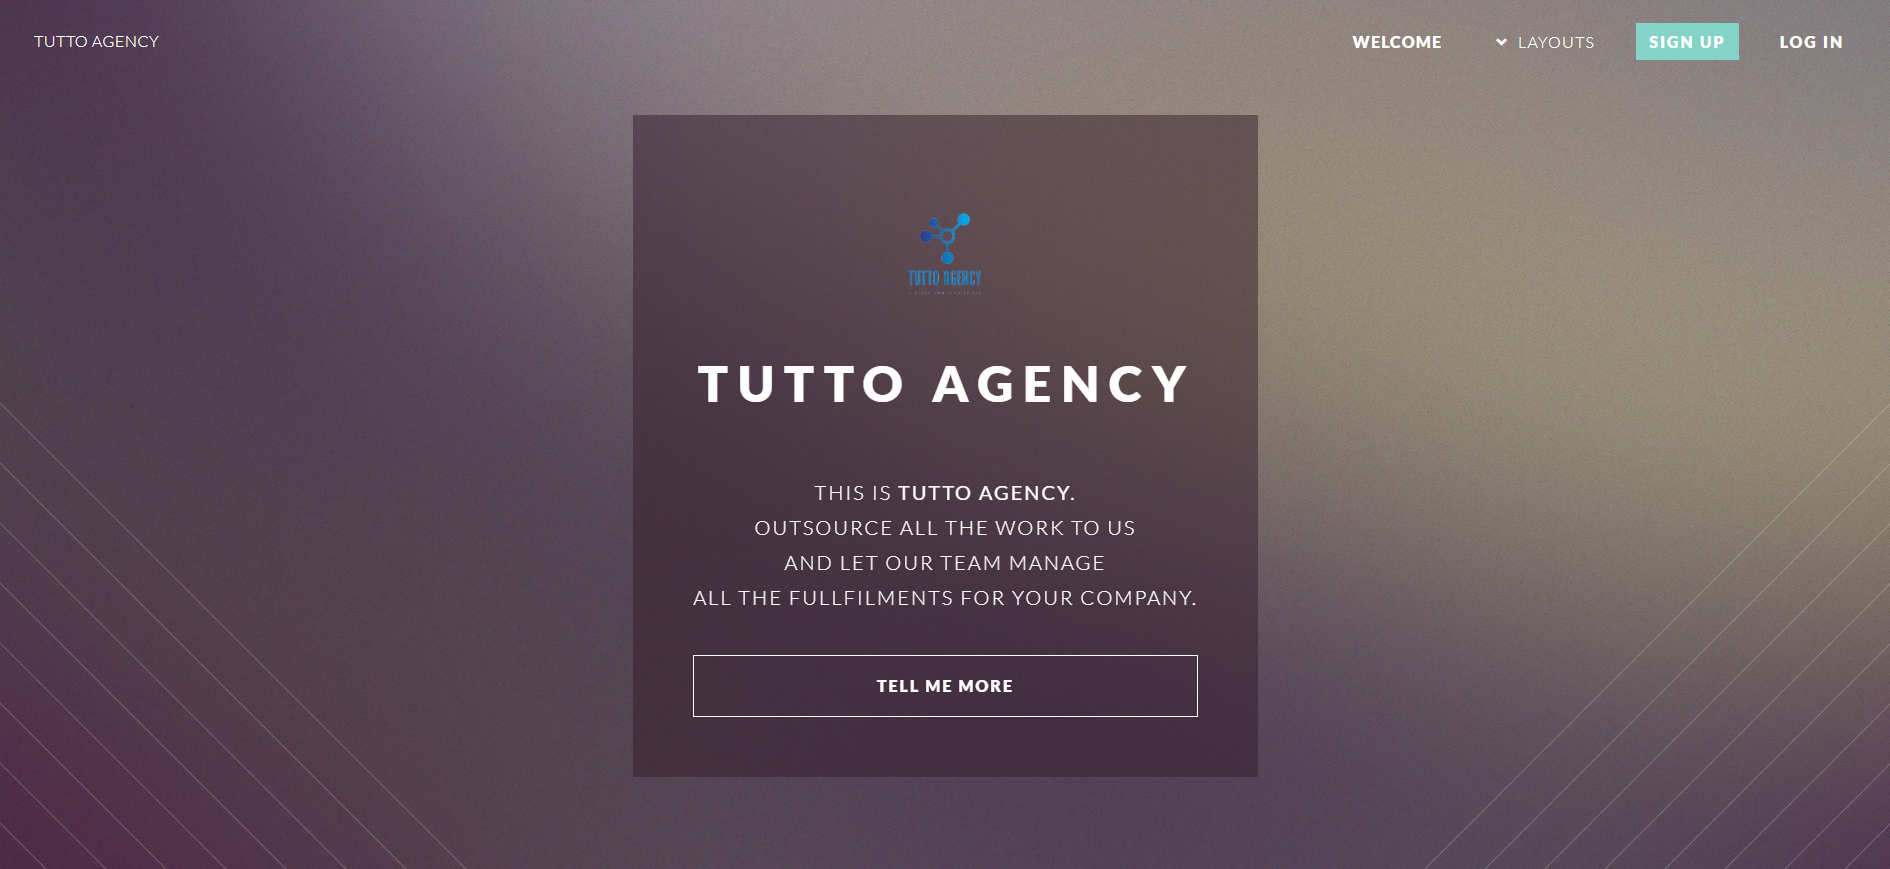 TUTTO AGENCY
WELCOME
LAYOUTS
SIGN UP
LOG IN
TUTTO AGENCY
TUTTO AGENCY
THIS IS TUTTO AGENCY.
OUTSOURCE ALL THE WORK TO US
AND LET OUR TEAM MANAGE
ALL THE FULLFILMENTS FOR YOUR COMPANY.
TELL ME MORE